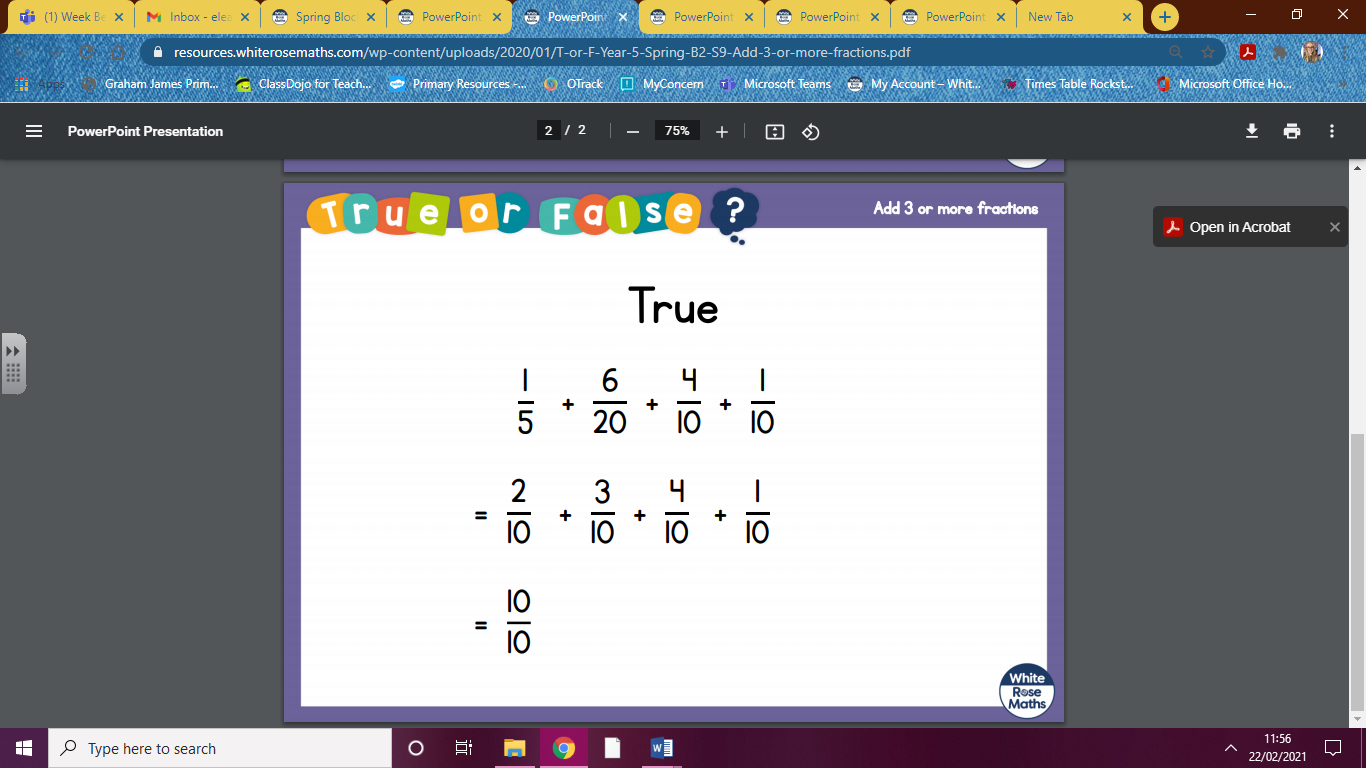 (1) Week Be
Inbox - elea
Spring Bloc
PowerPoint
PowerPoint
PowerPoint
PowerPoint
PowerPoint
New Tab
resources.whiterosemaths.com/wp-content/uploads/2020/01/T-or-F-Year-5-Spring-B2-S9-Add-3-or-more-fractions.pdf
Apps
Graham James Prim...
ClassDojo for Teach...
Primary Resources -...
OTrack
MyConcern
Microsoft Teams
My Account – Whit...
Times Table Rockst...
Microsoft Office Ho...
PowerPoint Presentation
2 / 2
75%
True or False ?
Add 3 or more fractions
Open in Acrobat
True
1/5 + 6/20 + 4/10 + 1/10
= 2/10 + 3/10 + 4/10 + 1/10
= 10/10
White
Rose
Maths
Type here to search
11:56
22/02/2021